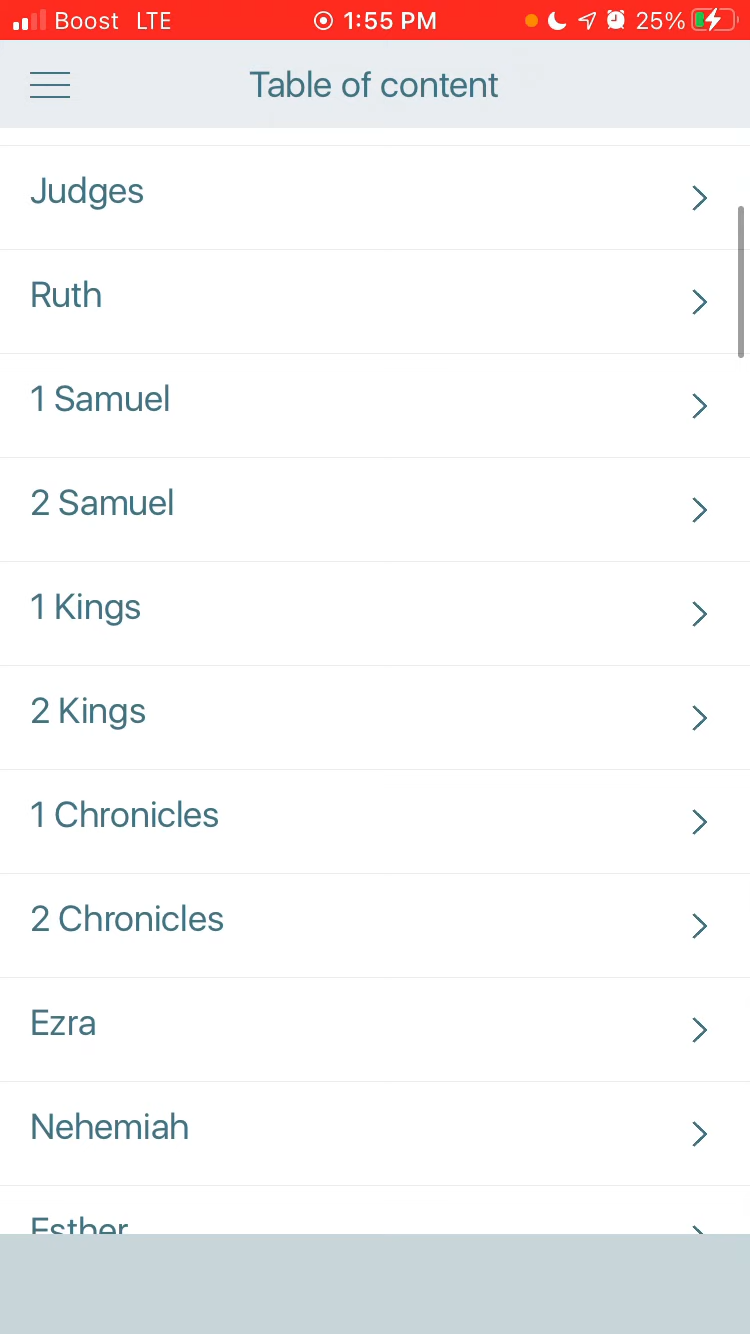 Boost LTE 1:55 PM 25%
Table of content
Judges
Ruth
1 Samuel
2 Samuel
1 Kings
2 Kings
1 Chronicles
2 Chronicles
Ezra
Nehemiah
Esther